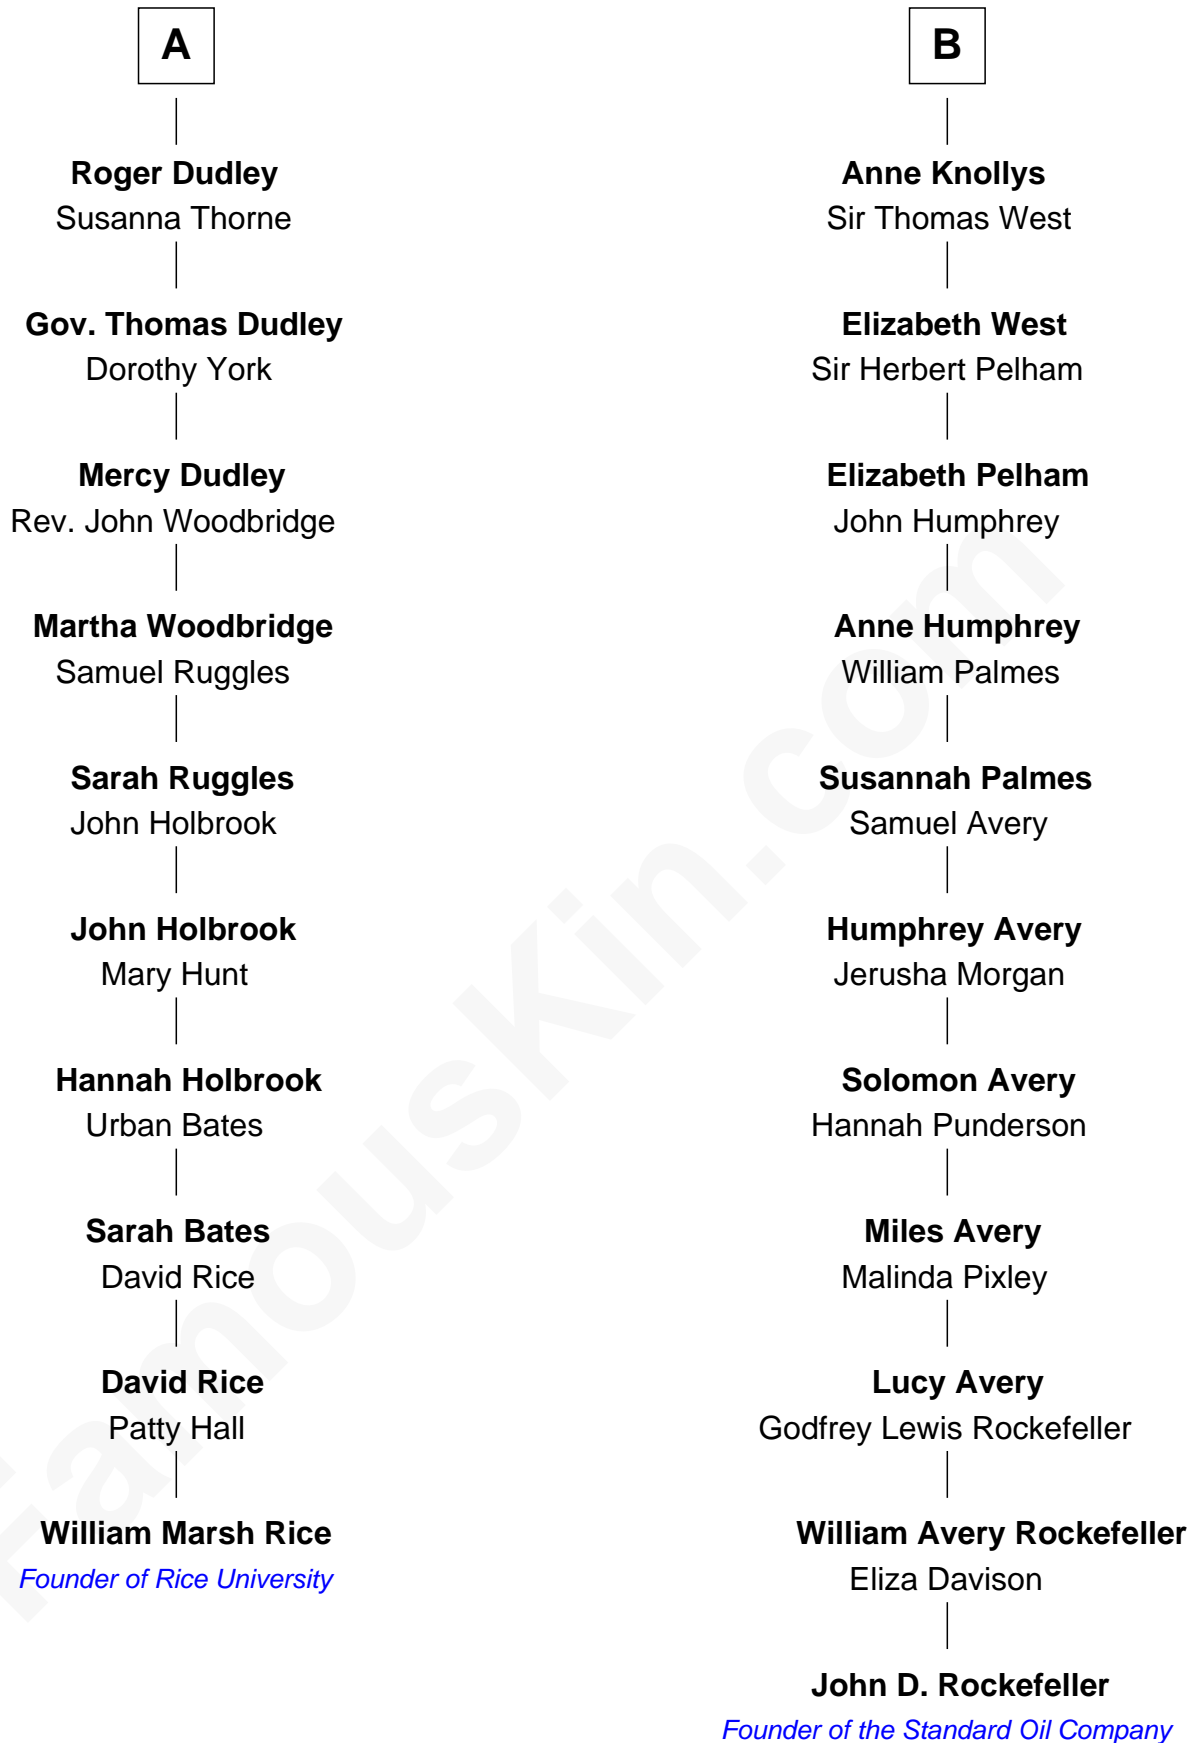 A
Roger Dudley
Susanna Thorne
Gov. Thomas Dudley
Dorothy York
Mercy Dudley
Rev. John Woodbridge
Martha Woodbridge
Samuel Ruggles
Sarah Ruggles
John Holbrook
John Holbrook
Mary Hunt
Hannah Holbrook
Urban Bates
Sarah Bates
David Rice
David Rice
Patty Hall
William Marsh Rice
Founder of Rice University
B
Anne Knollys
Sir Thomas West
Elizabeth West
Sir Herbert Pelham
Elizabeth Pelham
John Humphrey
Anne Humphrey
William Palmes
Susannah Palmes
Samuel Avery
Humphrey Avery
Jerusha Morgan
Solomon Avery
Hannah Punderson
Miles Avery
Malinda Pixley
Lucy Avery
Godfrey Lewis Rockefeller
William Avery Rockefeller
Eliza Davison
John D. Rockefeller
Founder of the Standard Oil Company
FamousKin.com